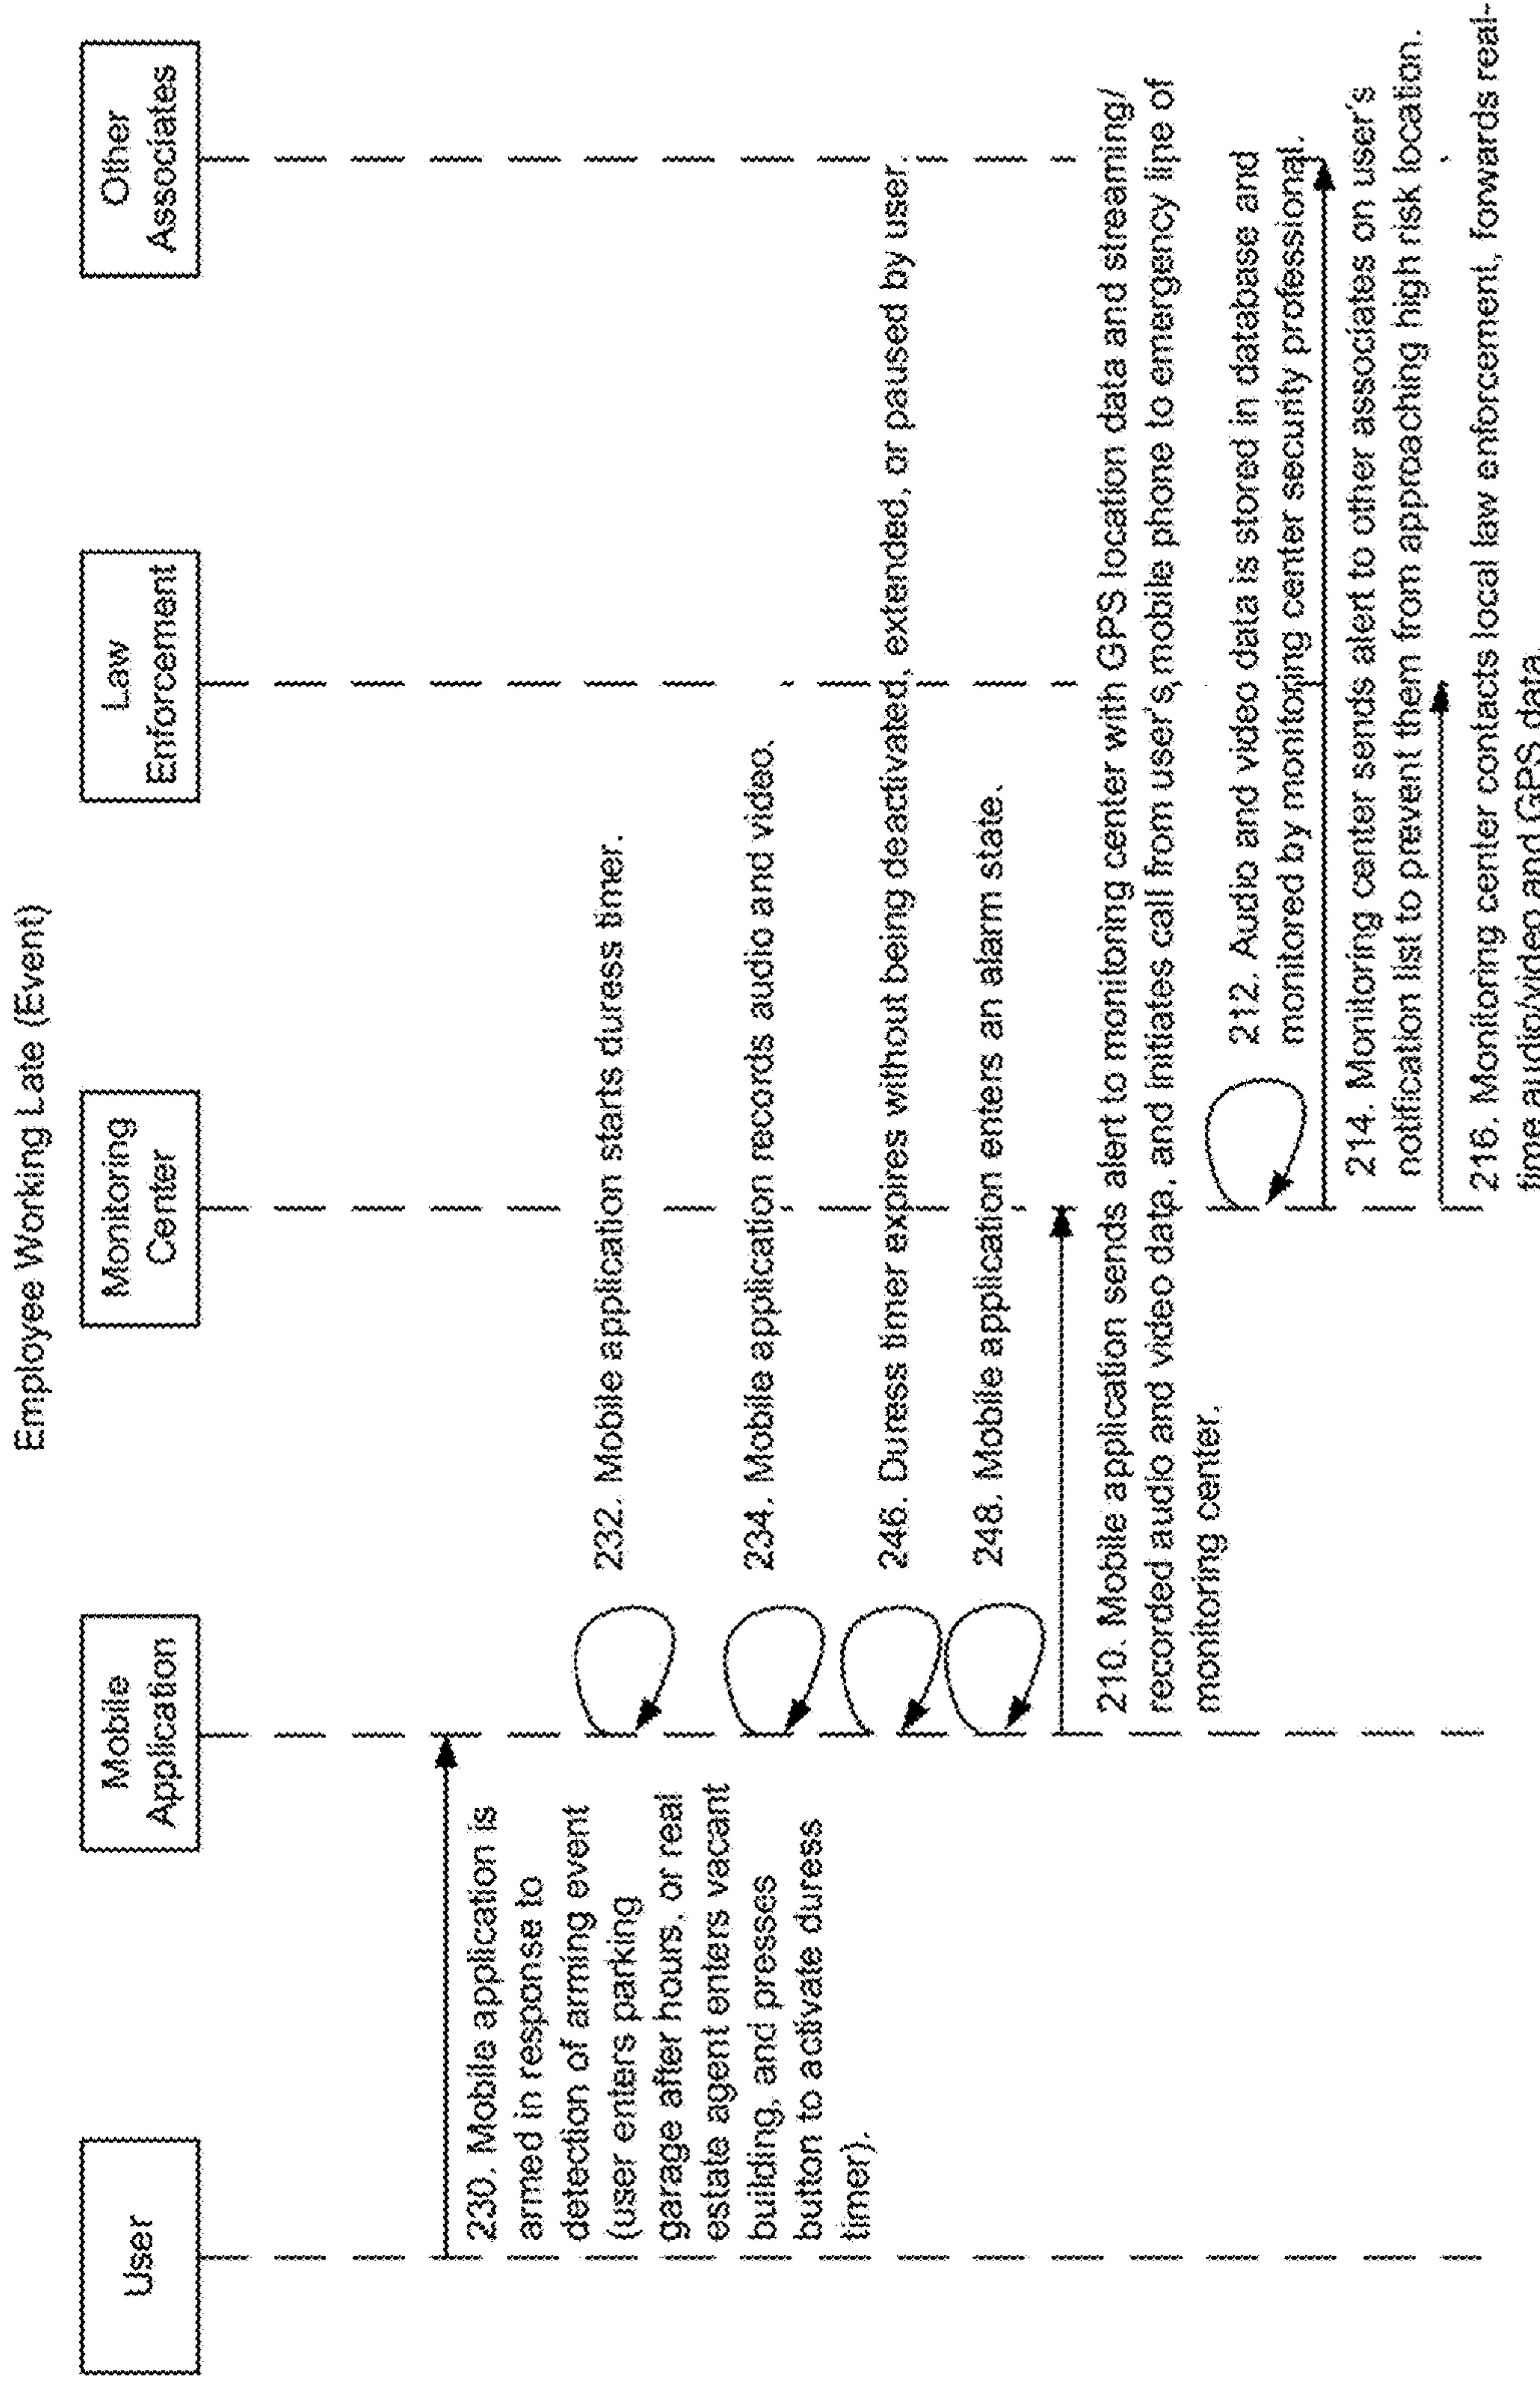 Employee Working Late (Event)
User
Mobile
Application
Monitoring
Center
Law
Enforcement
Other
Associates
230. Mobile application is
armed in response to
detection of arming event
(user enters parking
garage after hours, or real
estate agent enters vacant
building, and presses
button to activate duress
timer).
232. Mobile application starts duress timer.
234. Mobile application records audio and video.
246. Duress timer expires without being deactivated, extended, or paused by user.
248. Mobile application enters an alarm state.
210. Mobile application sends alert to monitoring center with GPS location data and streaming/
recorded audio and video data, and initiates call from user's mobile phone to emergency line of
monitoring center.
212. Audio and video data is stored in database and
monitored by monitoring center security professional.
214. Monitoring center sends alert to other associates on user's
notification list to prevent them from approaching high risk location.
216. Monitoring center contacts local law enforcement, forwards real-
time audio/video and GPS data.